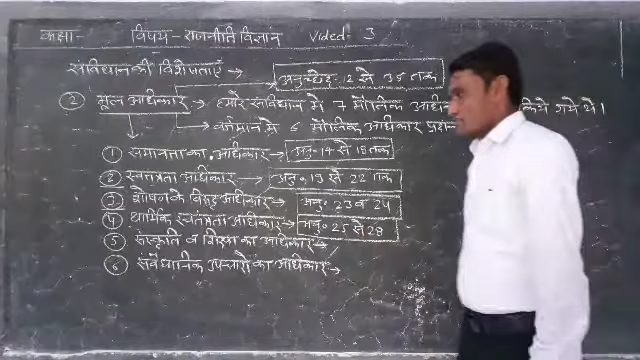 कक्षा- विषय - राजनीति विज्ञान Video: 3
संविधान की विशेषताएं →
अनुच्छेद: 12 से 35 तक
② मूल अधिकार → हमारे संविधान में 7 मौलिक किये गये थे।
→ वर्तमान में 6 मौलिक अधिकार
① समानता का अधिकार → अनु॰ 14 से 18 तक
② स्वतंत्रता अधिकार → अनु॰ 19 से 22 तक
③ शोषण के विरुद्ध अधिकार → अनु॰ 23 व 24
④ धार्मिक स्वतंत्रता अधिकार → अनु॰ 25 से 28
⑤ संस्कृति व शिक्षा का अधिकार →
⑥ संवैधानिक उपचारों का अधिकार →